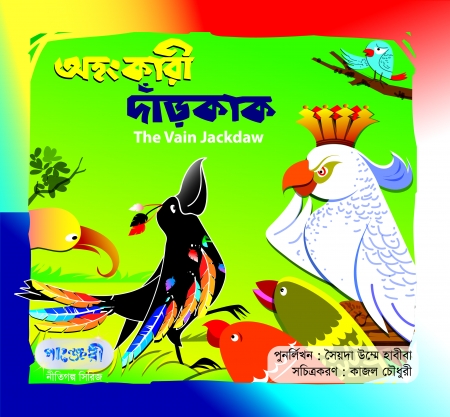 অহংকারী
দাঁড়কাক
The Vain Jackdaw
পাঞ্জেরী
নীতিগল্প সিরিজ
পুনর্লিখন : সৈয়দা উম্মে হাবীবা
সচিত্রকরণ : কাজল চৌধুরী